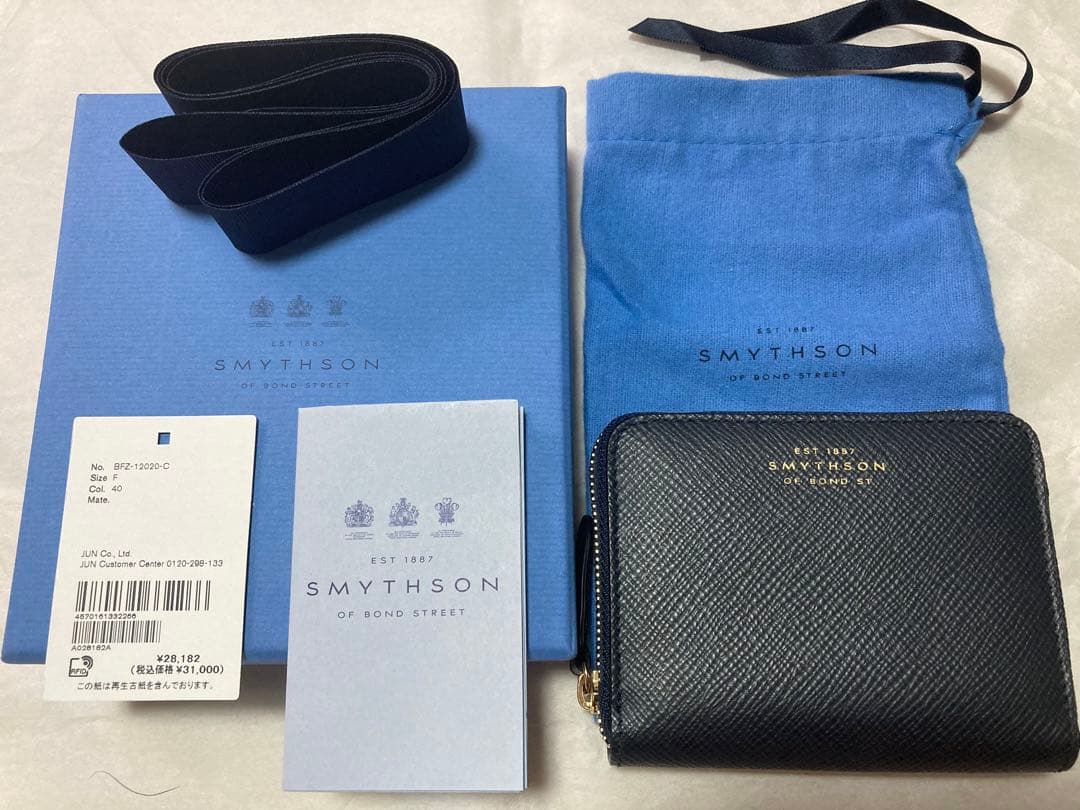 EST 1887
SMYTHSON
OF BOND STREET
EST 1887
SMYTHSON
OF BOND STREET
No. BFZ-12020-C
Size F
Col. 40
Mate.
JUN Co., Ltd.
JUN Customer Center 0120-298-133
4570161332266
A028182A
¥28,182
(税込価格¥31,000)
RFID
この紙は再生古紙を含んでおります。
EST 1887
SMYTHSON
OF BOND STREET
EST 1887
SMYTHSON
OF BOND ST